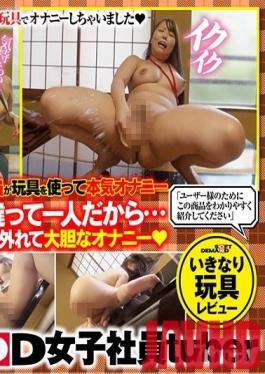 玩具でオナニーしちゃいました♥
イク
イク
が玩具を使って本気オナニー
違って一人だから…
外れて大胆なオナニー♥
「ユーザー様のために
この商品をわかりやすく
紹介してください」
いきなり
玩具
レビュー
D女子社員tuber